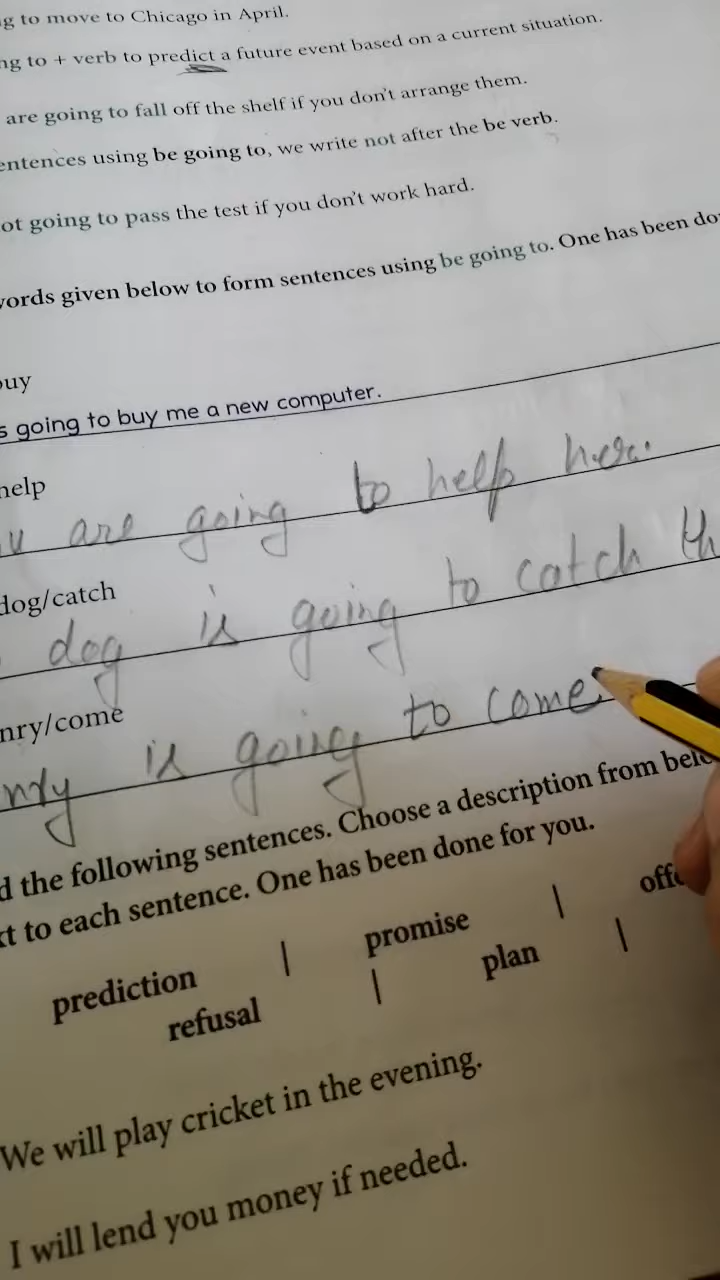 g to move to Chicago in April.
ng to + verb to predict a future event based on a current situation.
are going to fall off the shelf if you don't arrange them.
entences using be going to, we write not after the be verb.
ot going to pass the test if you don't work hard.
words given below to form sentences using be going to. One has been do
buy
s going to buy me a new computer.
help
u are going to help her.
dog/catch
dog is going to catch th
nry/come
nry is going to come
d the following sentences. Choose a description from belo
xt to each sentence. One has been done for you.
prediction | promise | offe
refusal | plan |
We will play cricket in the evening.
I will lend you money if needed.